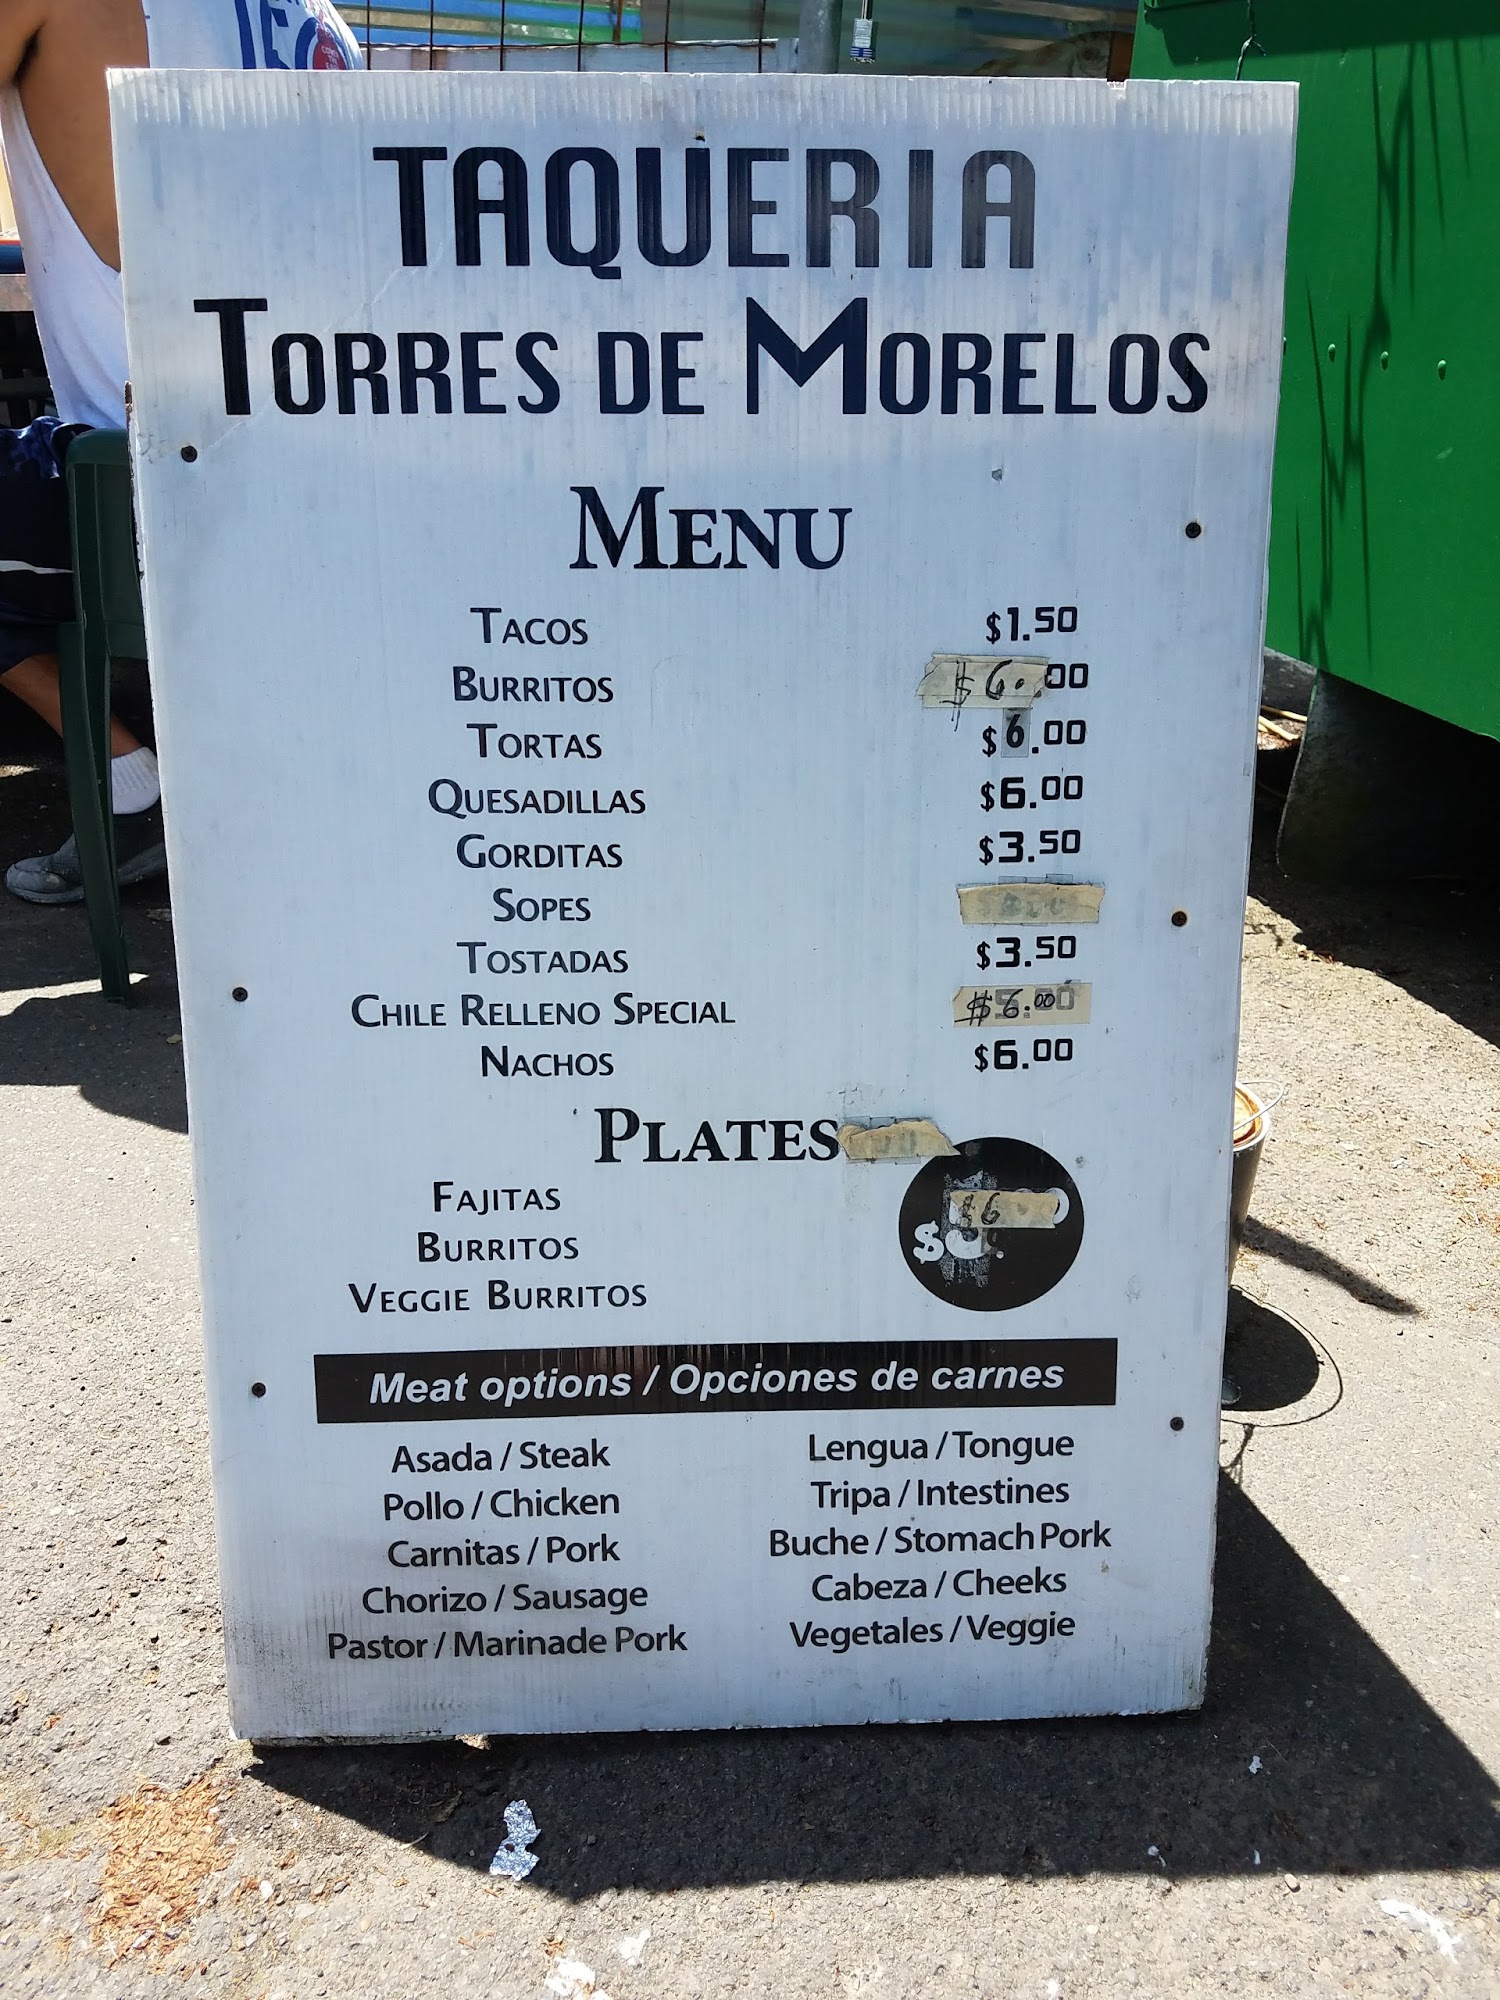 TAQUERIA
TORRES DE MORELOS
MENU
TACOS $1.50
BURRITOS $6.00
TORTAS $6.00
QUESADILLAS $6.00
GORDITAS $3.50
SOPES
TOSTADAS $3.50
CHILE RELLENO SPECIAL $6.00
NACHOS $6.00
PLATES
FAJITAS
BURRITOS
VEGGIE BURRITOS
$6
Meat options / Opciones de carnes
Asada / Steak
Pollo / Chicken
Carnitas / Pork
Chorizo / Sausage
Pastor / Marinade Pork
Lengua / Tongue
Tripa / Intestines
Buche / Stomach Pork
Cabeza / Cheeks
Vegetales / Veggie